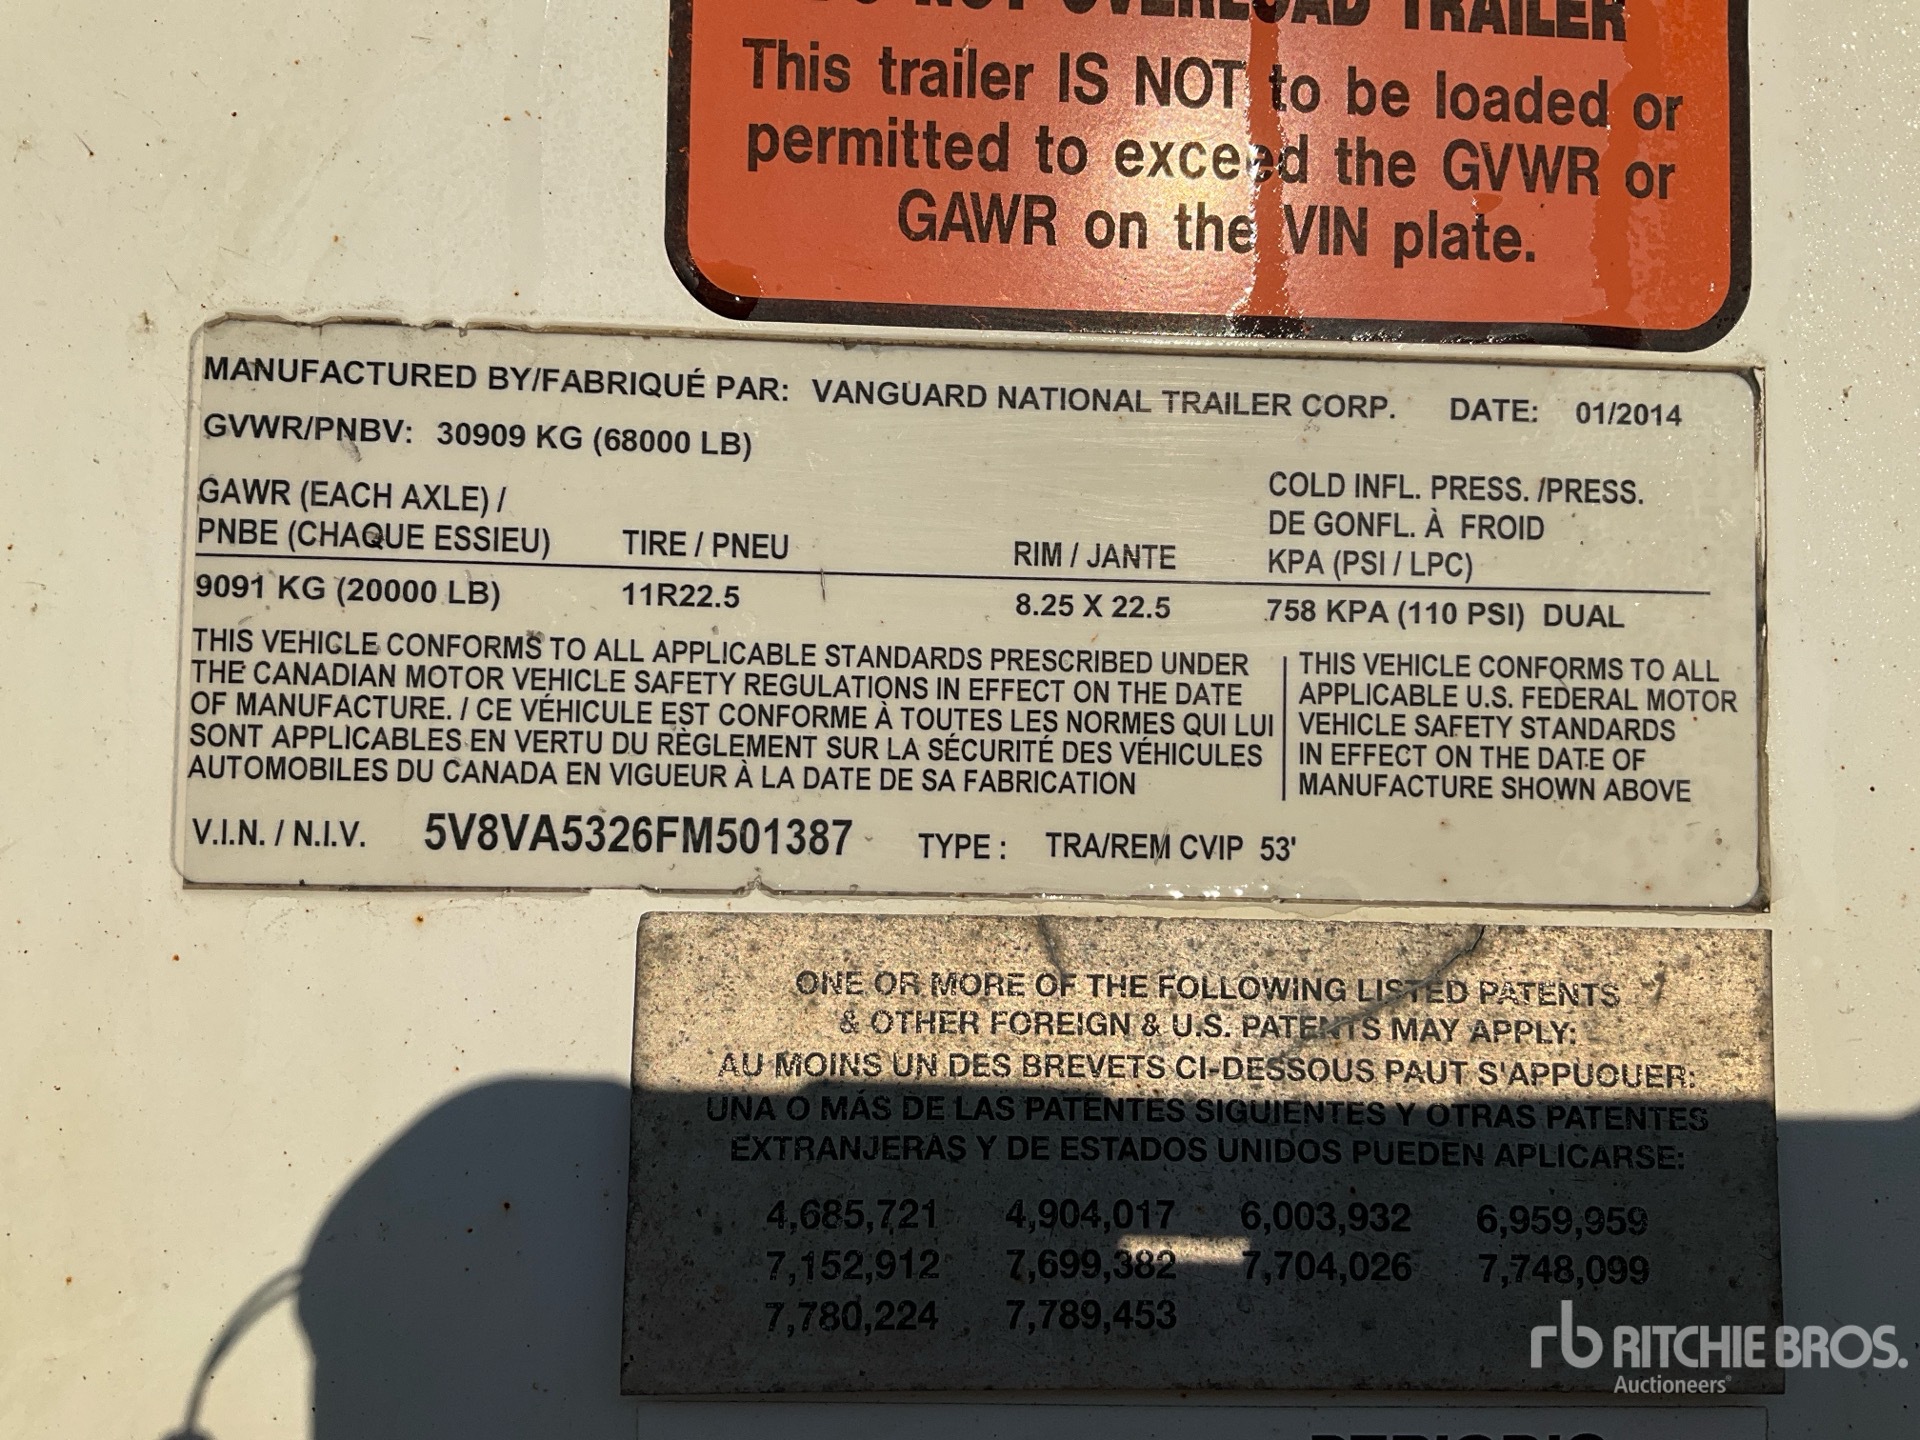 DO NOT OVERLOAD TRAILER
This trailer IS NOT to be loaded or
permitted to exceed the GVWR or
GAWR on the VIN plate.
MANUFACTURED BY/FABRIQUÉ PAR: VANGUARD NATIONAL TRAILER CORP. DATE: 01/2014
GVWR/PNBV: 30909 KG (68000 LB)
GAWR (EACH AXLE) /
PNBE (CHAQUE ESSIEU) TIRE / PNEU RIM / JANTE
COLD INFL. PRESS. /PRESS.
DE GONFL. À FROID
KPA (PSI / LPC)
9091 KG (20000 LB) 11R22.5 8.25 X 22.5 758 KPA (110 PSI) DUAL
THIS VEHICLE CONFORMS TO ALL APPLICABLE STANDARDS PRESCRIBED UNDER
THE CANADIAN MOTOR VEHICLE SAFETY REGULATIONS IN EFFECT ON THE DATE
OF MANUFACTURE. / CE VÉHICULE EST CONFORME À TOUTES LES NORMES QUI LUI
SONT APPLICABLES EN VERTU DU RÈGLEMENT SUR LA SÉCURITÉ DES VÉHICULES
AUTOMOBILES DU CANADA EN VIGUEUR À LA DATE DE SA FABRICATION
THIS VEHICLE CONFORMS TO ALL
APPLICABLE U.S. FEDERAL MOTOR
VEHICLE SAFETY STANDARDS
IN EFFECT ON THE DATE OF
MANUFACTURE SHOWN ABOVE
V.I.N. / N.I.V. 5V8VA5326FM501387 TYPE : TRA/REM CVIP 53'
ONE OR MORE OF THE FOLLOWING LISTED PATENTS
& OTHER FOREIGN & U.S. PATENTS MAY APPLY:
AU MOINS UN DES BREVETS CI-DESSOUS PAUT S'APPUOUER:
UNA O MÁS DE LAS PATENTES SIGUIENTES Y OTRAS PATENTES
EXTRANJERAS Y DE ESTADOS UNIDOS PUEDEN APLICARSE:
4,685,721 4,904,017 6,003,932 6,959,959
7,152,912 7,699,382 7,704,026 7,748,099
7,780,224 7,789,453
rb RITCHIE BROS.
Auctioneers
PERIODIC